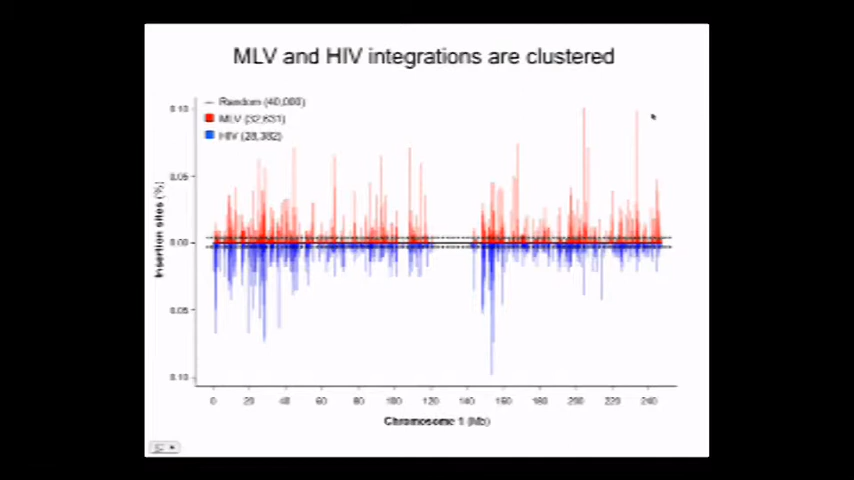 MLV and HIV integrations are clustered
Random (40,000)
MLV (32,631)
HIV (28,382)
0.10
0.05
0.00
0.05
0.10
Insertion sites (%)
0 20 40 60 80 100 120 140 160 180 200 220 240
Chromosome 1 (Mb)